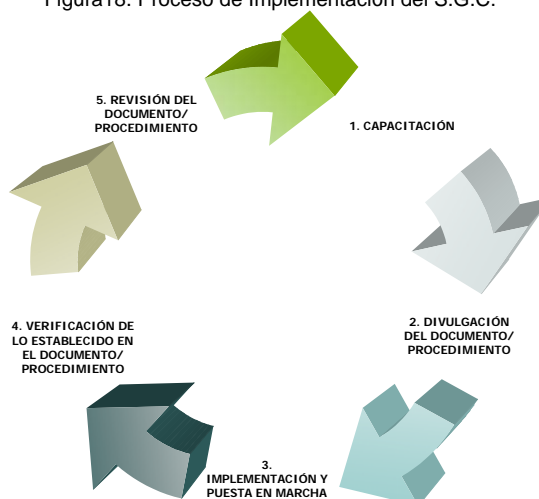 Figura18. Proceso de Implementación del S.G.C.
1. CAPACITACIÓN
2. DIVULGACIÓN
DEL DOCUMENTO/
PROCEDIMIENTO
3.
IMPLEMENTACIÓN Y
PUESTA EN MARCHA
4. VERIFICACIÓN DE
LO ESTABLECIDO EN
EL DOCUMENTO/
PROCEDIMIENTO
5. REVISIÓN DEL
DOCUMENTO/
PROCEDIMIENTO